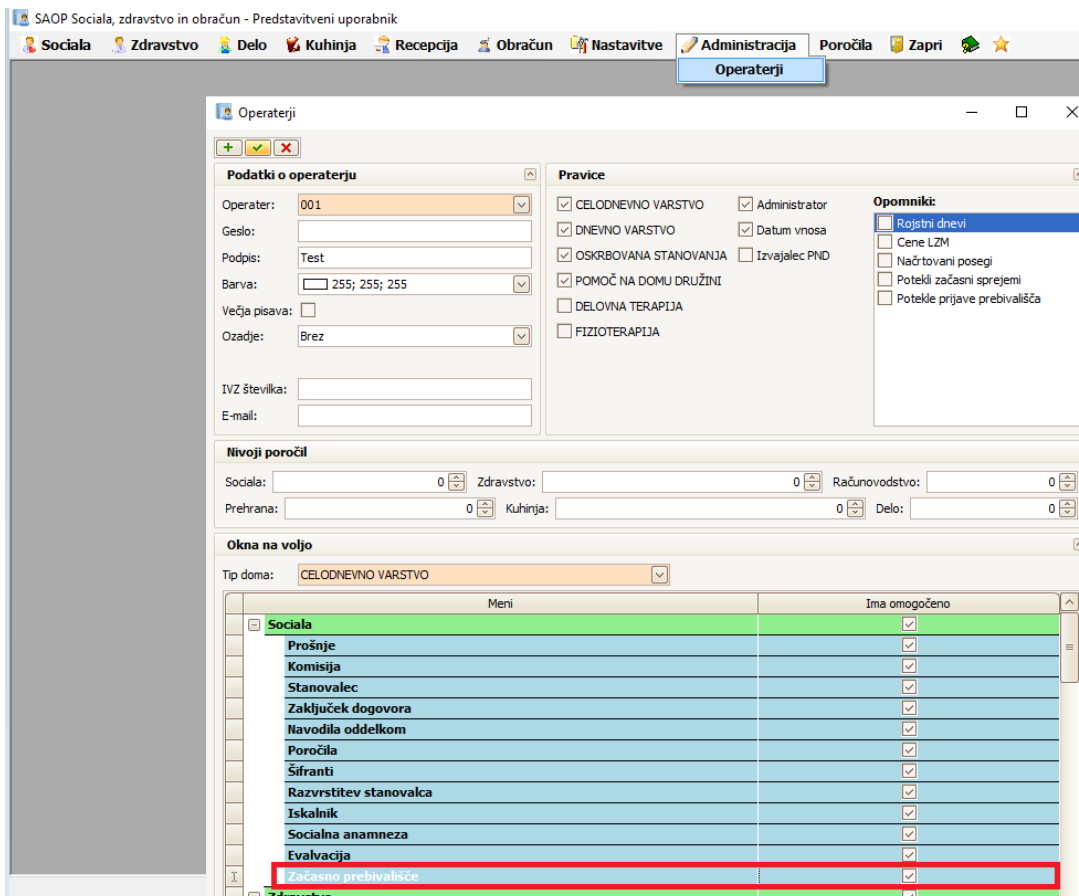 SAOP Sociala, zdravstvo in obračun - Predstavitveni uporabnik
Sociala Zdravstvo Delo Kuhinja Recepcija Obračun Nastavitve Administracija Poročila Zapri
Operaterji
Operaterji
Podatki o operaterju
Operater: 001
Geslo:
Podpis: Test
Barva: 255; 255; 255
Večja pisava:
Ozadje: Brez
IVZ številka:
E-mail:
Pravice
CELODNEVNO VARSTVO
DNEVNO VARSTVO
OSKRBOVANA STANOVANJA
POMOČ NA DOMU DRUŽINI
DELOVNA TERAPIJA
FIZIOTERAPIJA
Administrator
Datum vnosa
Izvajalec PND
Opomniki:
Rojstni dnevi
Cene LZM
Načrtovani posegi
Potekli začasni sprejemi
Potekle prijave prebivališča
Nivoji poročil
Sociala: 0 Zdravstvo: 0 Računovodstvo: 0
Prehrana: 0 Kuhinja: 0 Delo: 0
Okna na voljo
Tip doma: CELODNEVNO VARSTVO
Meni Ima omogočeno
Sociala
Prošnje
Komisija
Stanovalec
Zaključek dogovora
Navodila oddelkom
Poročila
Šifranti
Razvrstitev stanovalca
Iskalnik
Socialna anamneza
Evalvacija
Začasno prebivališče
Zdravstvo